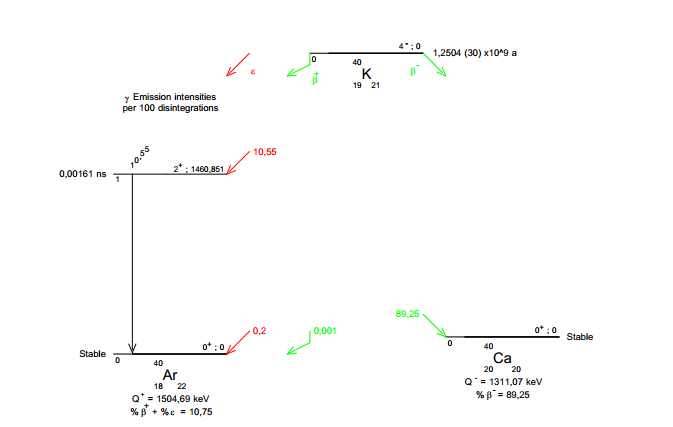 4⁻ ; 0
1,2504 (30) x10^9 a
0
40
K
19 21
ε
β⁺
β⁻
γ Emission intensities
per 100 disintegrations
10,55
10,55
2⁺ ; 1460,851
0,00161 ns
1
89,25
0,2
0,001
0⁺ ; 0
Stable
0
40
Ar
18 22
Q⁺ = 1504,69 keV
% β⁺ + % ε = 10,75
0⁺ ; 0
Stable
0
40
Ca
20 20
Q⁻ = 1311,07 keV
% β⁻ = 89,25